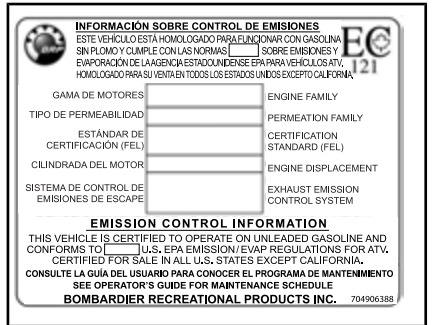 INFORMACIÓN SOBRE CONTROL DE EMISIONES
ESTE VEHÍCULO ESTÁ HOMOLOGADO PARA FUNCIONAR CON GASOLINA
SIN PLOMO Y CUMPLE CON LAS NORMAS SOBRE EMISIONES Y
EVAPORACIÓN DE LA AGENCIA ESTADOUNIDENSE EPA PARA VEHÍCULOS ATV.
HOMOLOGADO PARA SU VENTA EN TODOS LOS ESTADOS UNIDOS EXCEPTO CALIFORNIA.
EC
121
GAMA DE MOTORES
ENGINE FAMILY
TIPO DE PERMEABILIDAD
PERMEATION FAMILY
ESTÁNDAR DE
CERTIFICACIÓN (FEL)
CERTIFICATION
STANDARD (FEL)
CILINDRADA DEL MOTOR
ENGINE DISPLACEMENT
SISTEMA DE CONTROL DE
EMISIONES DE ESCAPE
EXHAUST EMISSION
CONTROL SYSTEM
EMISSION CONTROL INFORMATION
THIS VEHICLE IS CERTIFIED TO OPERATE ON UNLEADED GASOLINE AND
CONFORMS TO U.S. EPA EMISSION/EVAP REGULATIONS FOR ATV.
CERTIFIED FOR SALE IN ALL U.S. STATES EXCEPT CALIFORNIA.
CONSULTE LA GUÍA DEL USUARIO PARA CONOCER EL PROGRAMA DE MANTENIMIENTO
SEE OPERATOR'S GUIDE FOR MAINTENANCE SCHEDULE
BOMBARDIER RECREATIONAL PRODUCTS INC. 704906388